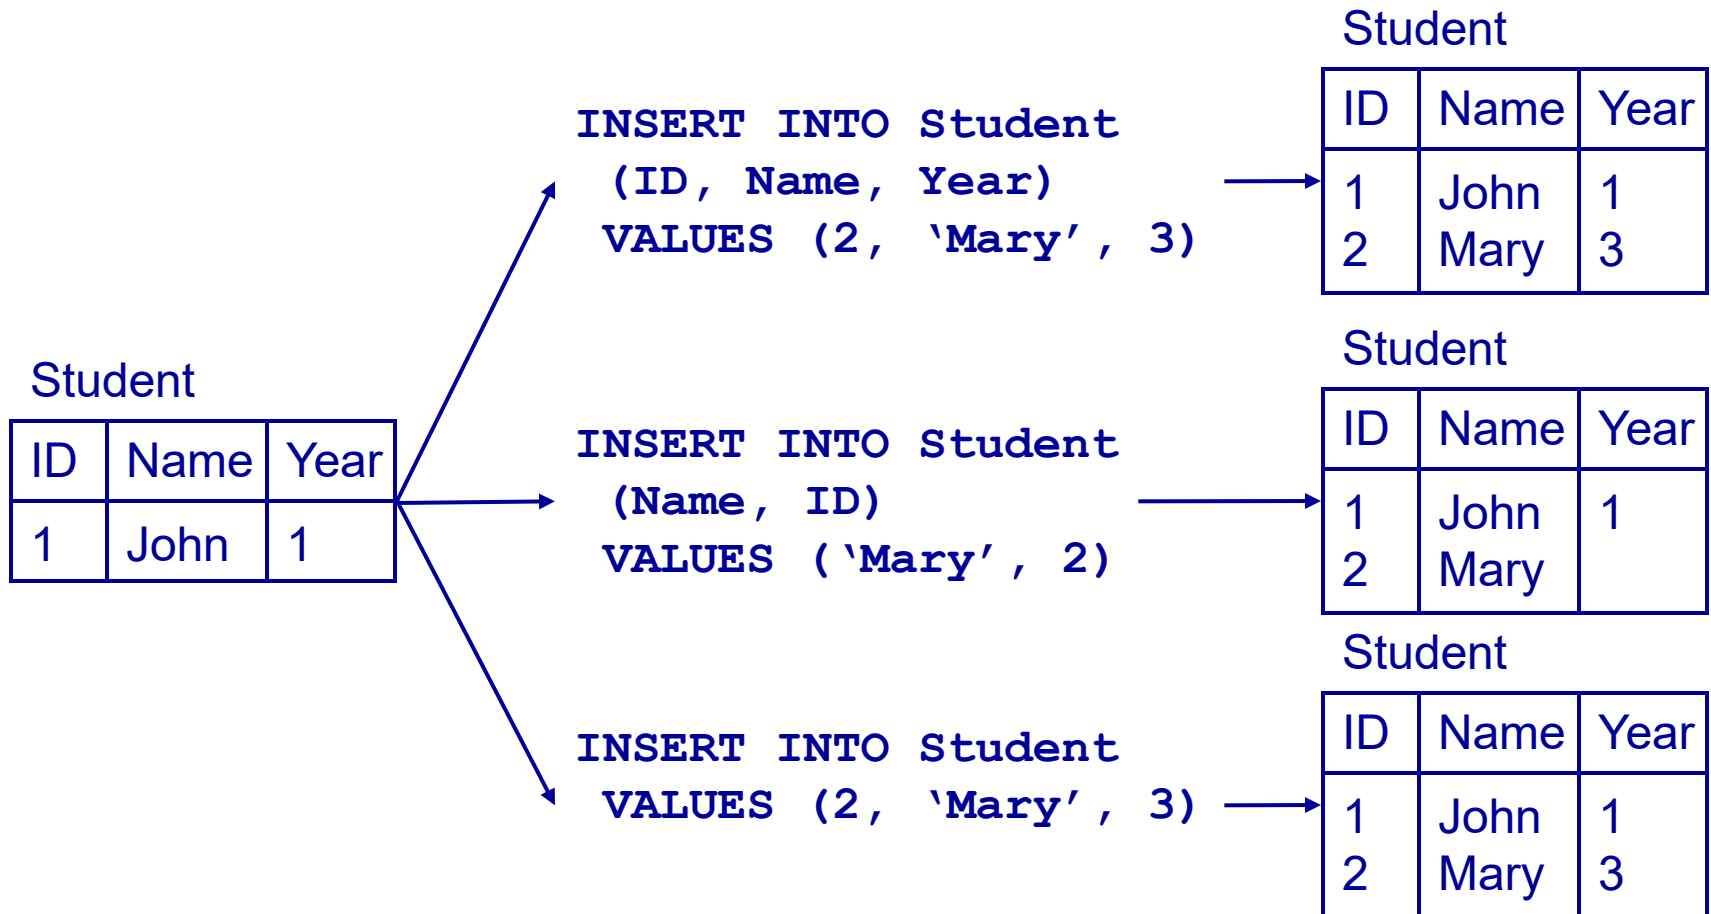 Student
ID Name Year
1 John 1
INSERT INTO Student
(ID, Name, Year)
VALUES (2, ‘Mary’, 3)
Student
ID Name Year
1 John 1
2 Mary 3
INSERT INTO Student
(Name, ID)
VALUES (‘Mary’, 2)
Student
ID Name Year
1 John 1
2 Mary
INSERT INTO Student
VALUES (2, ‘Mary’, 3)
Student
ID Name Year
1 John 1
2 Mary 3